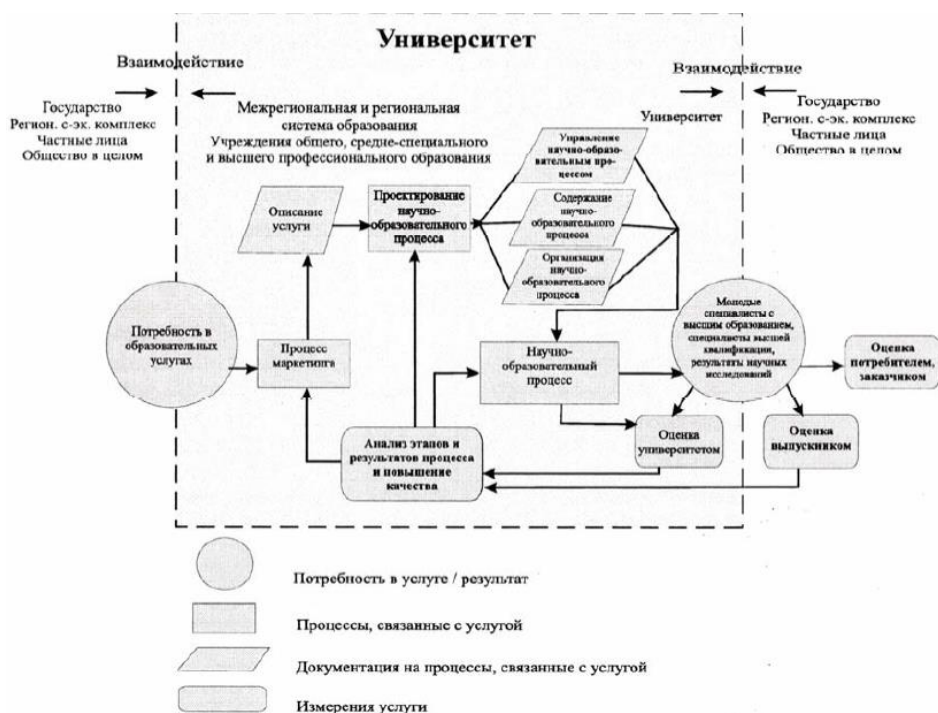 Университет
Взаимодействие
Взаимодействие
Государство
Регион. с-эк. комплекс
Частные лица
Общество в целом
Межрегиональная и региональная
система образования
Учреждения общего, средне-специального
и высшего профессионального образования
Университет
Государство
Регион. с-эк. комплекс
Частные лица
Общество в целом
Описание
услуги
Проектирование
научно-
образовательного
процесса
Управление
научно-образо-
вательным про-
цессом
Содержание
научно-
образовательного
процесса
Организация
научно-
образовательного
процесса
Потребность в
образовательных
услугах
Процесс
маркетинга
Научно-
образовательный
процесс
Молодые
специалисты с
высшим образованием,
специалисты высшей
квалификации,
результаты научных
исследований
Оценка
потребителем,
заказчиком
Анализ этапов и
результатов процесса
и повышение
качества
Оценка
университетом
Оценка
выпускником
Потребность в услуге / результат
Процессы, связанные с услугой
Документация на процессы, связанные с услугой
Измерения услуги